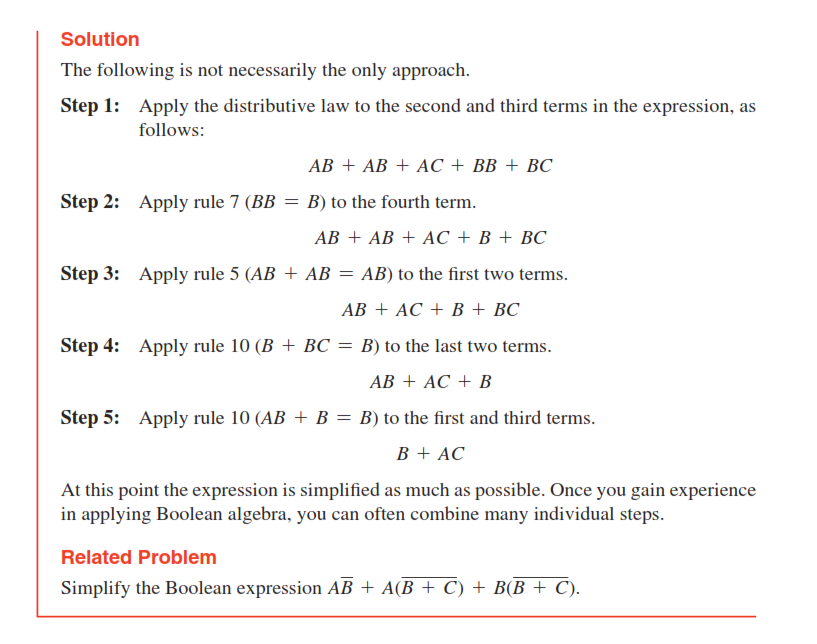 Solution
The following is not necessarily the only approach.
Step 1: Apply the distributive law to the second and third terms in the expression, as
follows:
AB + AB + AC + BB + BC
Step 2: Apply rule 7 (BB = B) to the fourth term.
AB + AB + AC + B + BC
Step 3: Apply rule 5 (AB + AB = AB) to the first two terms.
AB + AC + B + BC
Step 4: Apply rule 10 (B + BC = B) to the last two terms.
AB + AC + B
Step 5: Apply rule 10 (AB + B = B) to the first and third terms.
B + AC
At this point the expression is simplified as much as possible. Once you gain experience
in applying Boolean algebra, you can often combine many individual steps.
Related Problem
Simplify the Boolean expression AB̅ + A(B̅ ̅+̅ ̅C̅) + B(B̅ ̅+̅ ̅C̅).